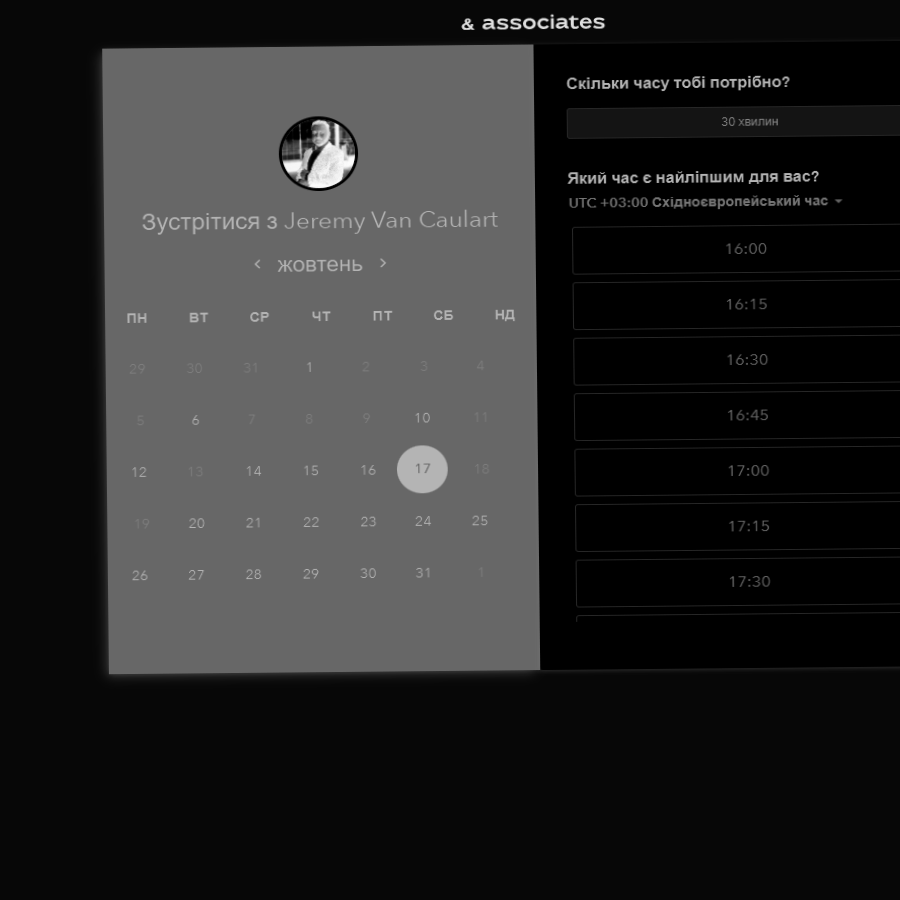 & associates
Зустрітися з Jeremy Van Caulart
жовтень
ПН ВТ СР ЧТ ПТ СБ НД
29 30 31 1 2 3 4
5 6 7 8 9 10 11
12 13 14 15 16 17 18
19 20 21 22 23 24 25
26 27 28 29 30 31 1
Скільки часу тобі потрібно?
30 хвилин
Який час є найліпшим для вас?
UTC +03:00 Східноєвропейський час
16:00
16:15
16:30
16:45
17:00
17:15
17:30